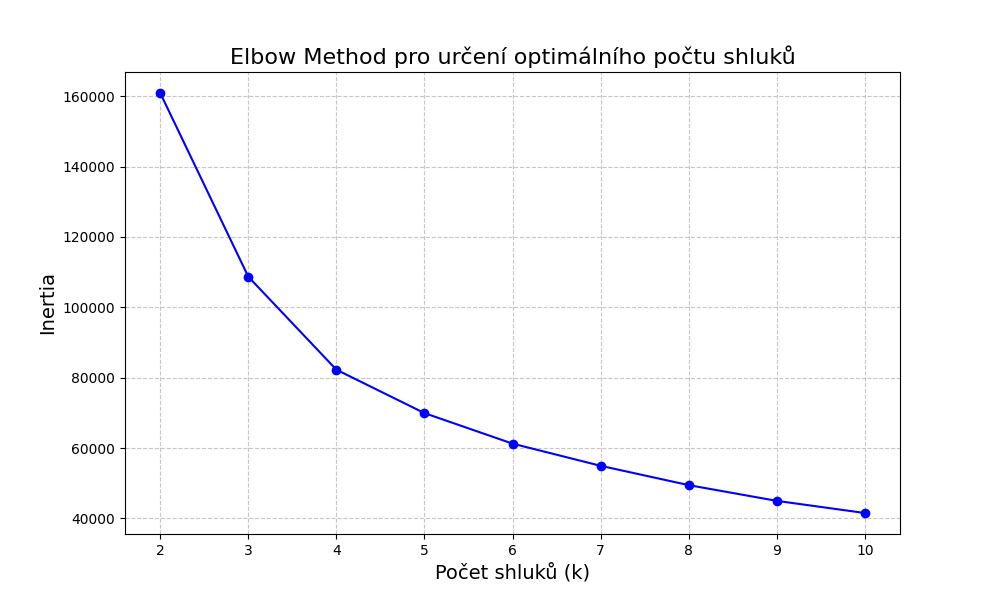 Elbow Method pro určení optimálního počtu shluků
Inertia
160000
140000
120000
100000
80000
60000
40000
2 3 4 5 6 7 8 9 10
Počet shluků (k)